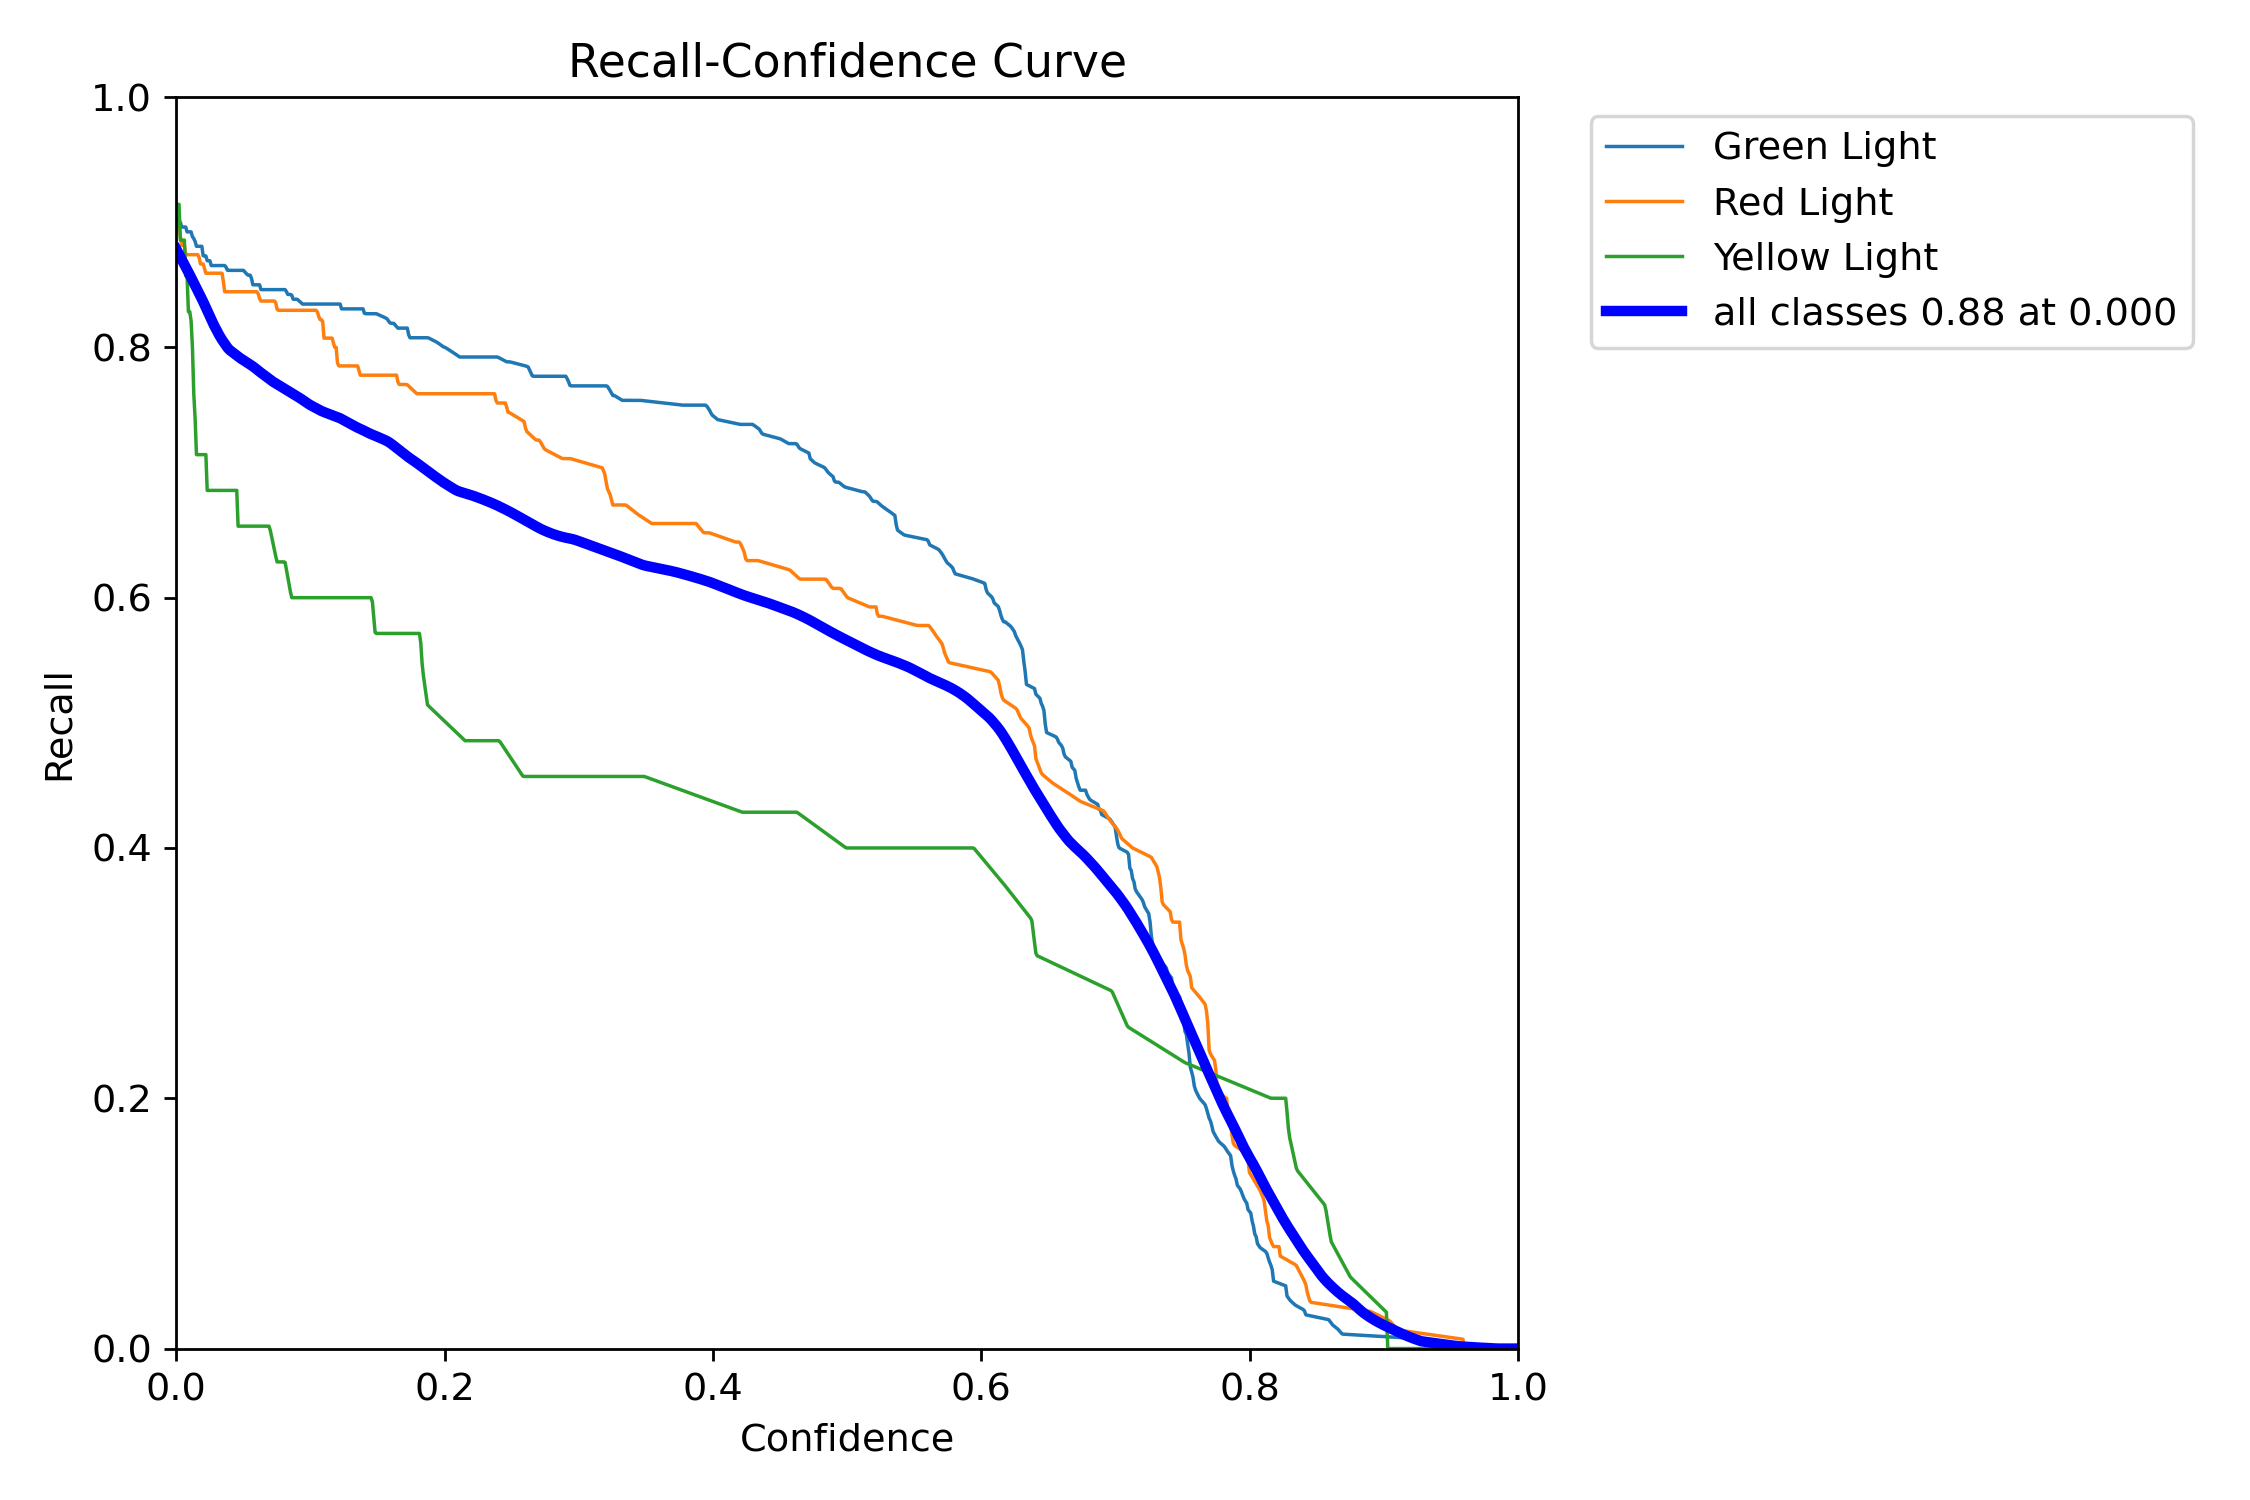 Recall-Confidence Curve
1.0
0.8
0.6
0.4
0.2
0.0
Recall
0.0 0.2 0.4 0.6 0.8 1.0
Confidence
Green Light
Red Light
Yellow Light
all classes 0.88 at 0.000